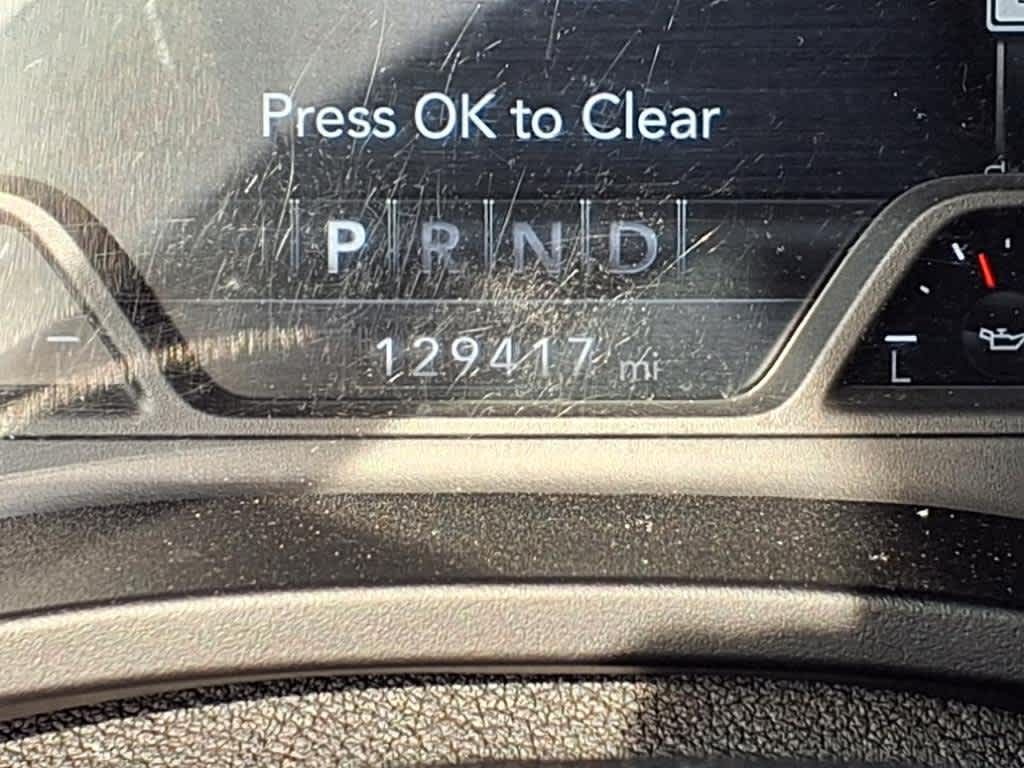 Press OK to Clear
P R N D
129417 mi
L